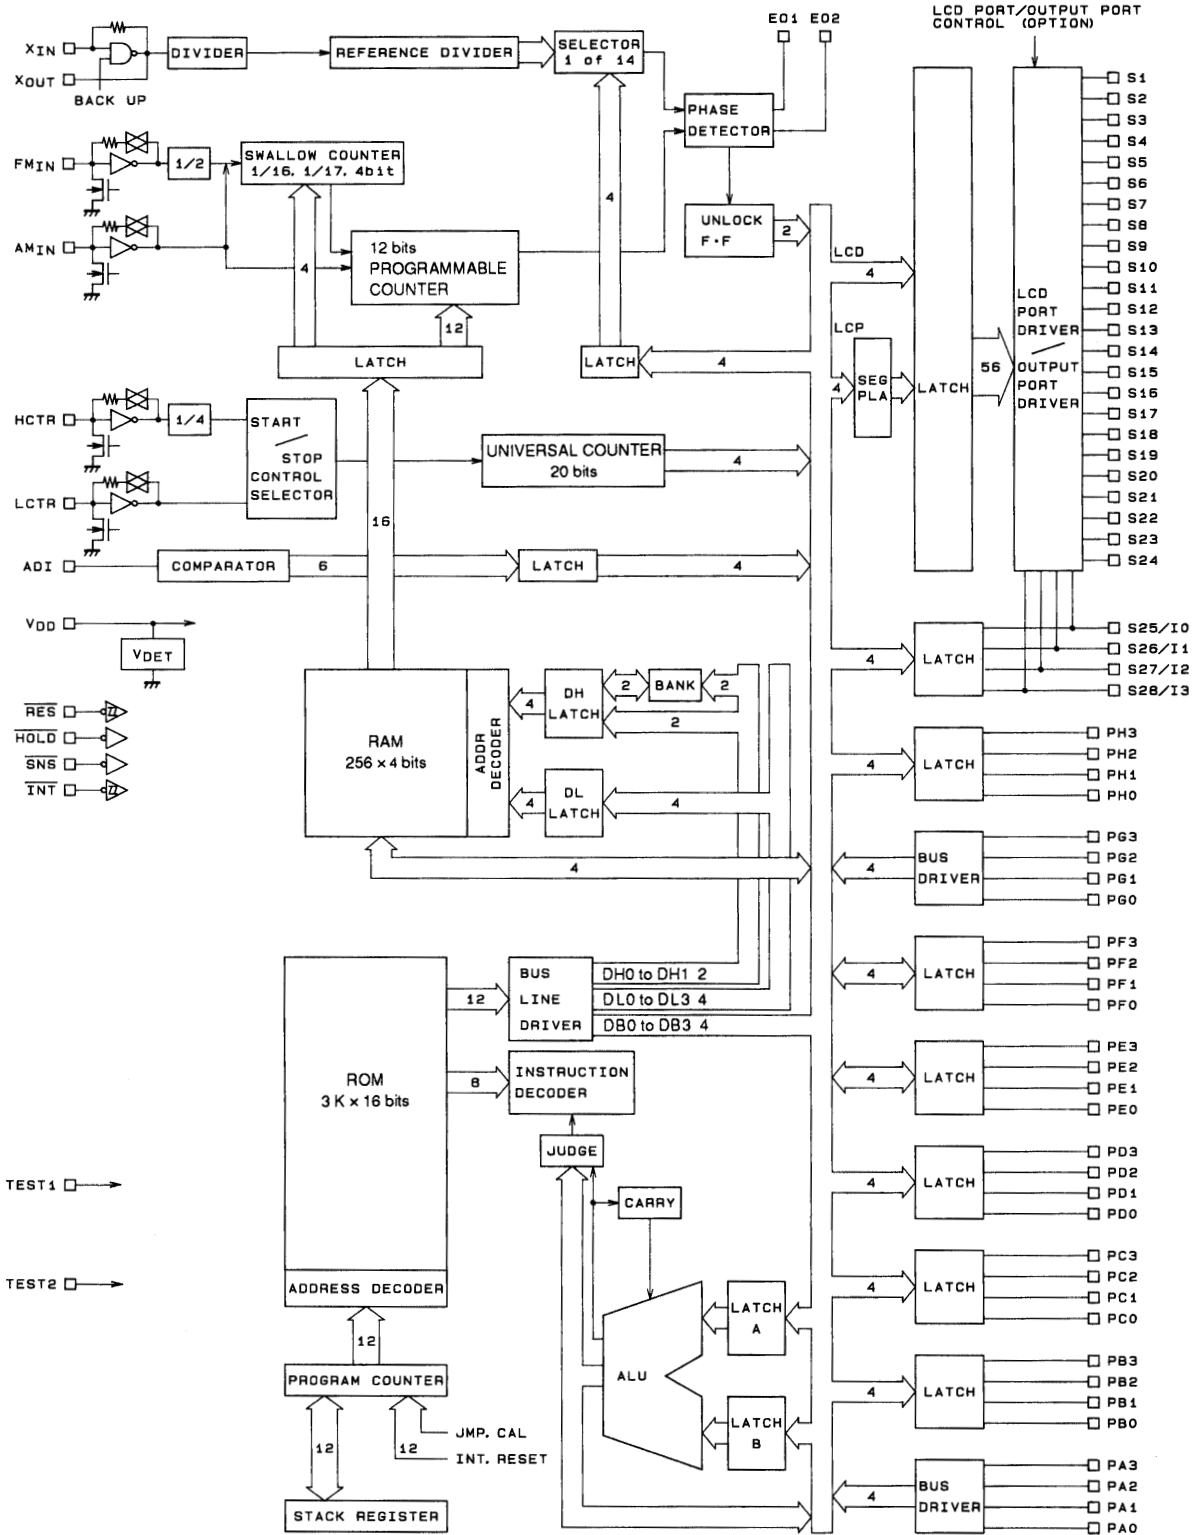 LCD PORT/OUTPUT PORT
CONTROL (OPTION)
EO1 EO2
XIN
XOUT
BACK UP
DIVIDER
REFERENCE DIVIDER
SELECTOR
1 of 14
PHASE
DETECTOR
UNLOCK
F·F
2
FMIN
1/2
SWALLOW COUNTER
1/16, 1/17, 4bit
AMIN
4
12 bits
PROGRAMMABLE
COUNTER
12
4
LATCH
LATCH
4
LCD
4
LCP
4
SEG
PLA
LATCH
56
LCD
PORT
DRIVER
OUTPUT
PORT
DRIVER
S1
S2
S3
S4
S5
S6
S7
S8
S9
S10
S11
S12
S13
S14
S15
S16
S17
S18
S19
S20
S21
S22
S23
S24
HCTR
1/4
START
STOP
CONTROL
SELECTOR
LCTR
UNIVERSAL COUNTER
20 bits
4
16
ADI
COMPARATOR
6
LATCH
4
VDD
VDET
RES
HOLD
SNS
INT
RAM
256 × 4 bits
ADDR
DECODER
4
DH
LATCH
2
BANK
2
2
4
DL
LATCH
4
4
4
LATCH
S25/I0
S26/I1
S27/I2
S28/I3
4
LATCH
PH3
PH2
PH1
PH0
4
BUS
DRIVER
PG3
PG2
PG1
PG0
4
LATCH
PF3
PF2
PF1
PF0
4
LATCH
PE3
PE2
PE1
PE0
4
LATCH
PD3
PD2
PD1
PD0
4
LATCH
PC3
PC2
PC1
PC0
4
LATCH
PB3
PB2
PB1
PB0
4
BUS
DRIVER
PA3
PA2
PA1
PA0
ROM
3 K × 16 bits
12
BUS
LINE
DRIVER
DH0 to DH1 2
DL0 to DL3 4
DB0 to DB3 4
8
INSTRUCTION
DECODER
JUDGE
CARRY
TEST1
TEST2
ADDRESS DECODER
12
PROGRAM COUNTER
12
12
JMP. CAL
INT. RESET
STACK REGISTER
ALU
LATCH
A
LATCH
B